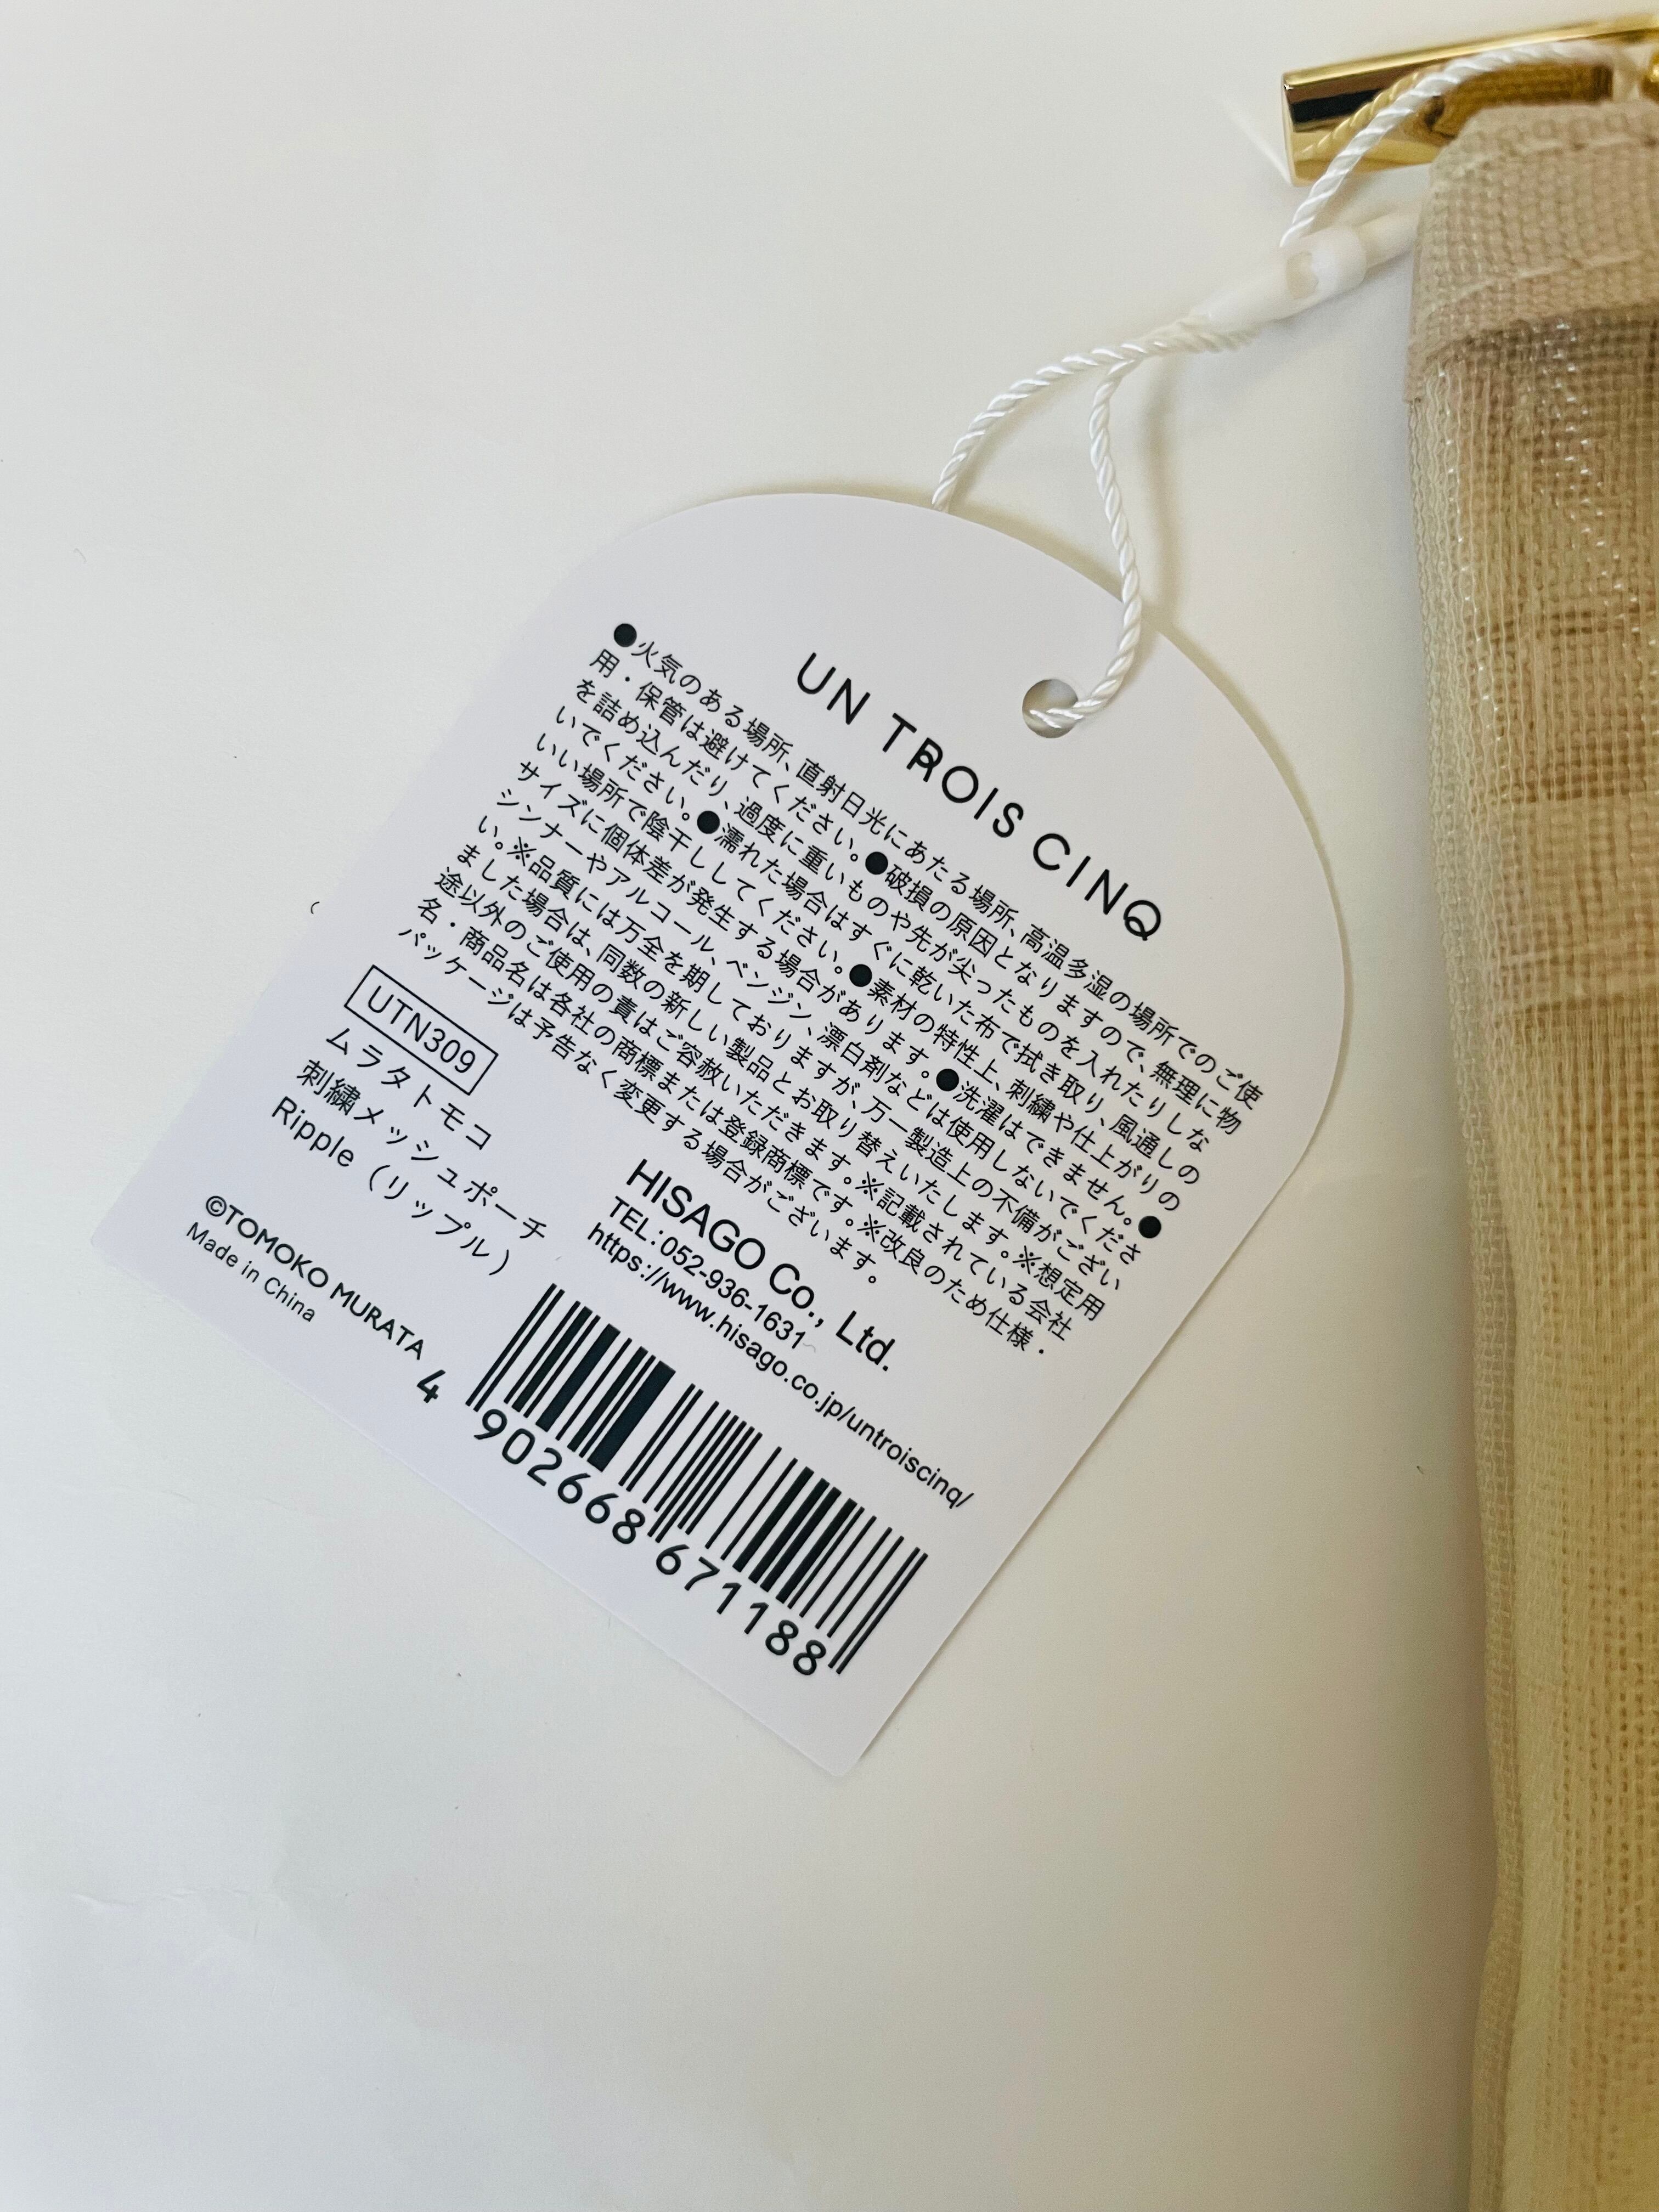 UN TROIS CINQ
●火気のある場所、直射日光にあたる場所、高温多湿の場所でのご使
用・保管は避けてください。●破損の原因となりますので、無理に物
を詰め込んだり、過度に重いものや先が尖ったものを入れたりしな
いでください。●濡れた場合はすぐに乾いた布で拭き取り、風通しの
いい場所で陰干ししてください。●素材の特性上、刺繍や仕上がりの
サイズに個体差が発生する場合があります。●洗濯はできません。●
シンナーやアルコール、ベンジン、漂白剤などは使用しないでくださ
い。※品質には万全を期しておりますが、万一製造上の不備がござい
ました場合は、同数の新しい製品とお取り替えいたします。※想定用
途以外のご使用の責はご容赦いただきます。※記載されている会社
名・商品名は各社の商標または登録商標です。※改良のため仕様・
パッケージは予告なく変更する場合がございます。
UTN309
ムラタトモコ
刺繍メッシュポーチ
Ripple（リップル）
©TOMOKO MURATA
Made in China
HISAGO Co., Ltd.
TEL:052-936-1631
https://www.hisago.co.jp/untroiscinq/
4 902668 671188